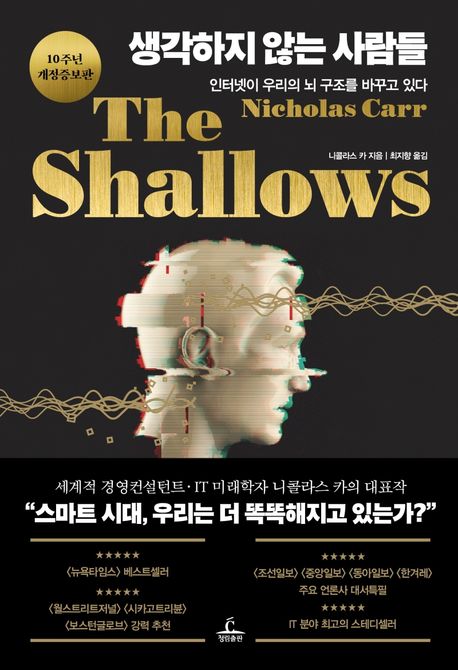 10주년
개정증보판
생각하지 않는 사람들
인터넷이 우리의 뇌 구조를 바꾸고 있다
The
Nicholas Carr
니콜라스 카 지음 | 최지향 옮김
Shallows
세계적 경영컨설턴트·IT 미래학자 니콜라스 카의 대표작
“스마트 시대, 우리는 더 똑똑해지고 있는가?”
★★★★★
〈뉴욕타임스〉 베스트셀러
★★★★★
〈월스트리트저널〉 〈시카고트리뷴〉
〈보스턴글로브〉 강력 추천
★★★★★
〈조선일보〉 〈중앙일보〉 〈동아일보〉 〈한겨레〉
주요 언론사 대서특필
★★★★★
IT 분야 최고의 스테디셀러
청림출판